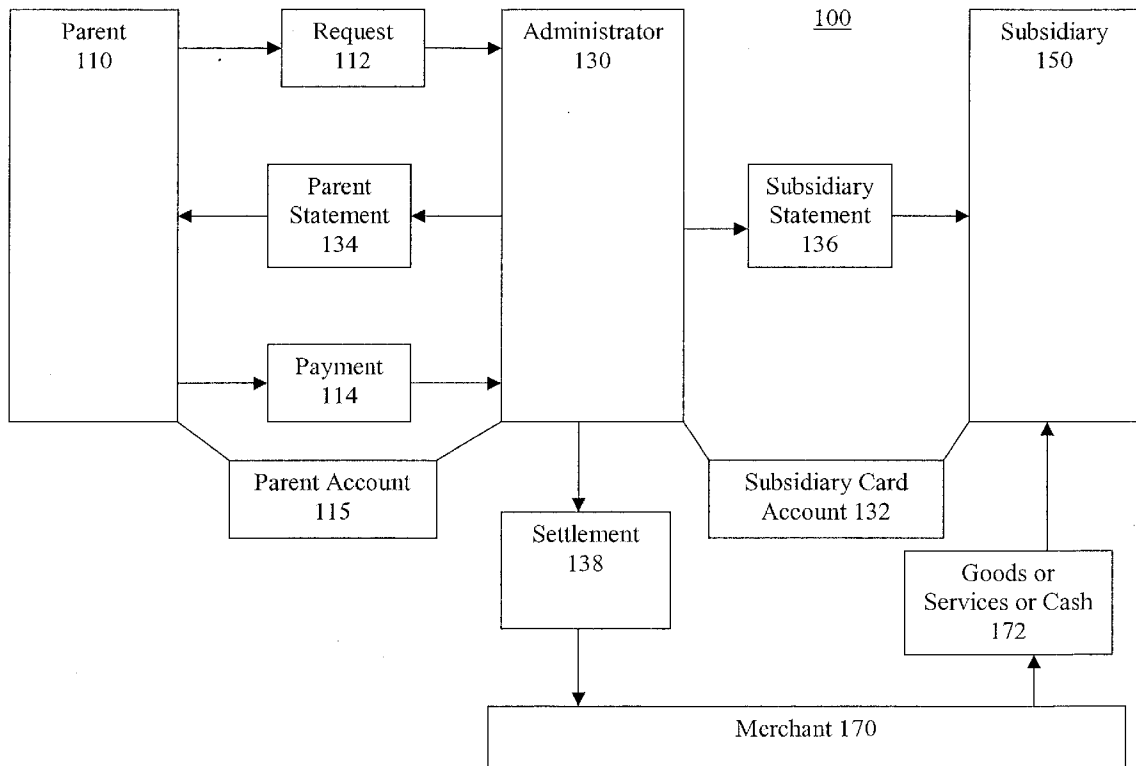 Parent
110
Request
112
Administrator
130
100
Subsidiary
150
Parent
Statement
134
Subsidiary
Statement
136
Payment
114
Parent Account
115
Subsidiary Card
Account 132
Settlement
138
Goods or
Services or Cash
172
Merchant 170